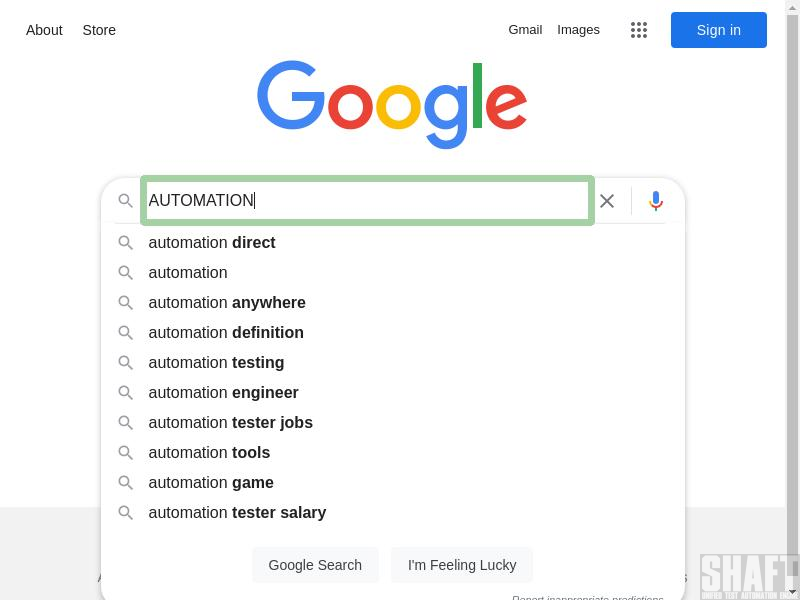 About Store Gmail Images Sign in
Google
AUTOMATION
automation direct
automation
automation anywhere
automation definition
automation testing
automation engineer
automation tester jobs
automation tools
automation game
automation tester salary
Google Search I'm Feeling Lucky
Report inappropriate predictions
SHAFT